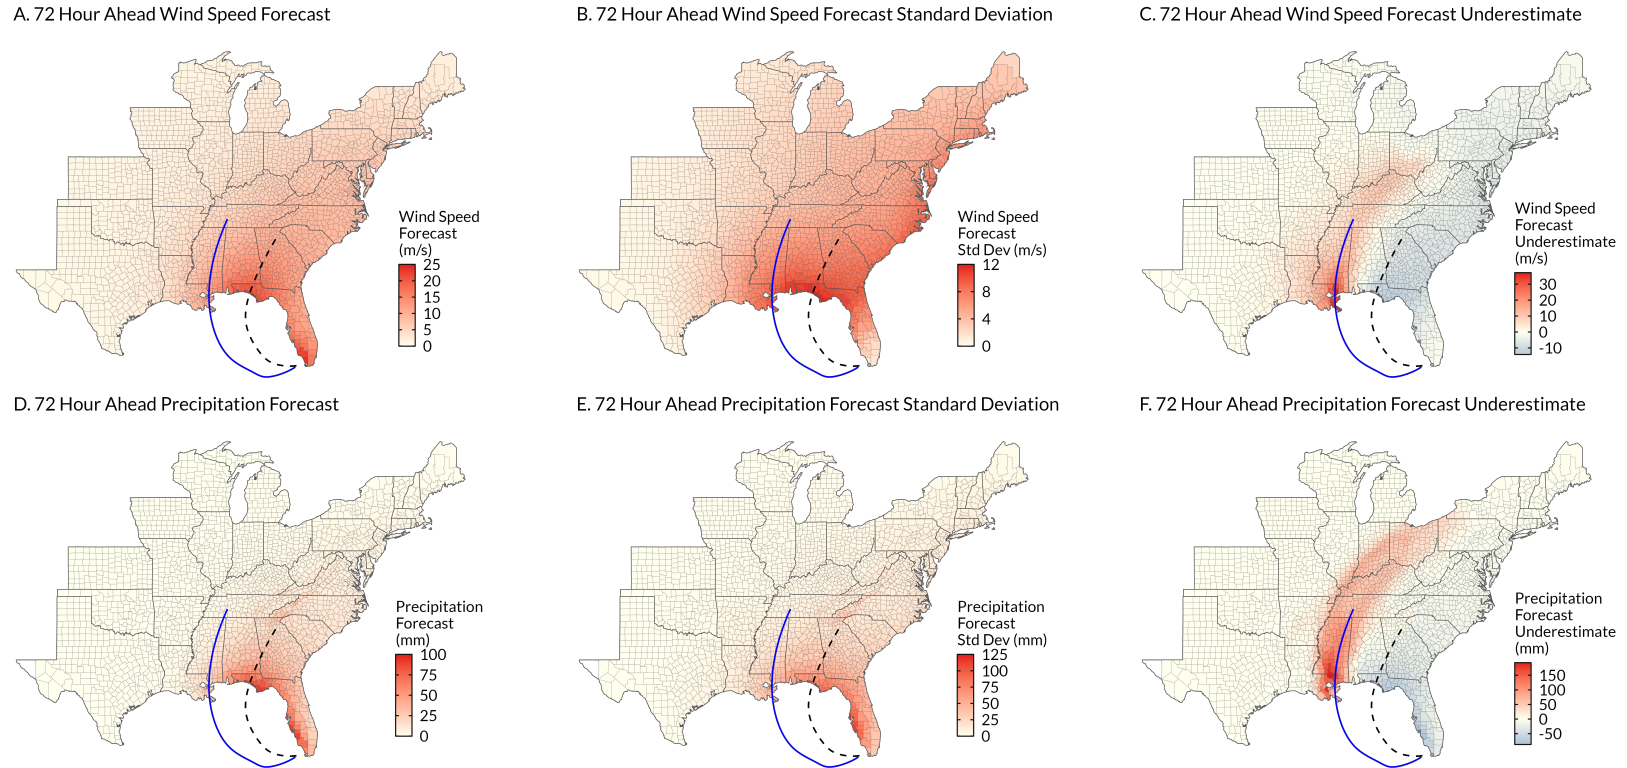 A. 72 Hour Ahead Wind Speed Forecast
Wind Speed
Forecast
(m/s)
25
20
15
10
5
0
B. 72 Hour Ahead Wind Speed Forecast Standard Deviation
Wind Speed
Forecast
Std Dev (m/s)
12
8
4
0
C. 72 Hour Ahead Wind Speed Forecast Underestimate
Wind Speed
Forecast
Underestimate
(m/s)
30
20
10
0
-10
D. 72 Hour Ahead Precipitation Forecast
Precipitation
Forecast
(mm)
100
75
50
25
0
E. 72 Hour Ahead Precipitation Forecast Standard Deviation
Precipitation
Forecast
Std Dev (mm)
125
100
75
50
25
0
F. 72 Hour Ahead Precipitation Forecast Underestimate
Precipitation
Forecast
Underestimate
(mm)
150
100
50
0
-50